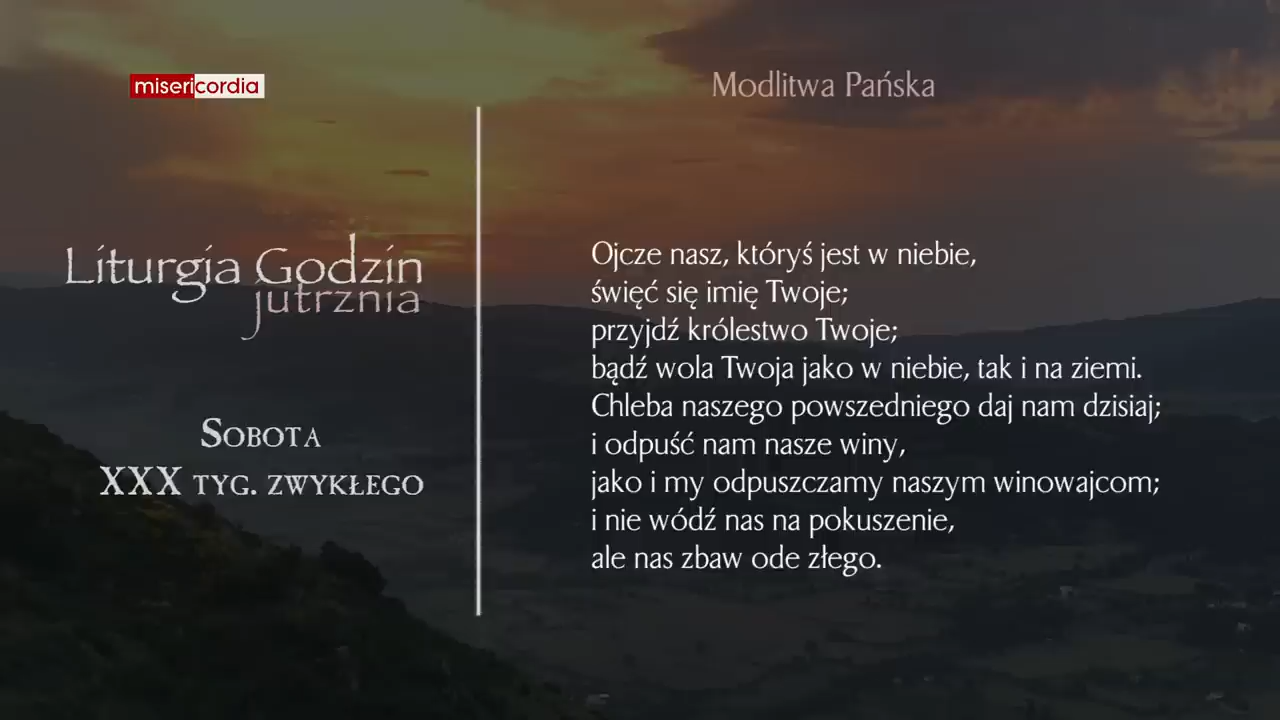 misericordia
Liturgia Godzin
jutrznia
Sobota
XXX tyg. zwykłego
Modlitwa Pańska
Ojcze nasz, któryś jest w niebie,
święć się imię Twoje;
przyjdź królestwo Twoje;
bądź wola Twoja jako w niebie, tak i na ziemi.
Chleba naszego powszedniego daj nam dzisiaj;
i odpuść nam nasze winy,
jako i my odpuszczamy naszym winowajcom;
i nie wódź nas na pokuszenie,
ale nas zbaw ode złego.